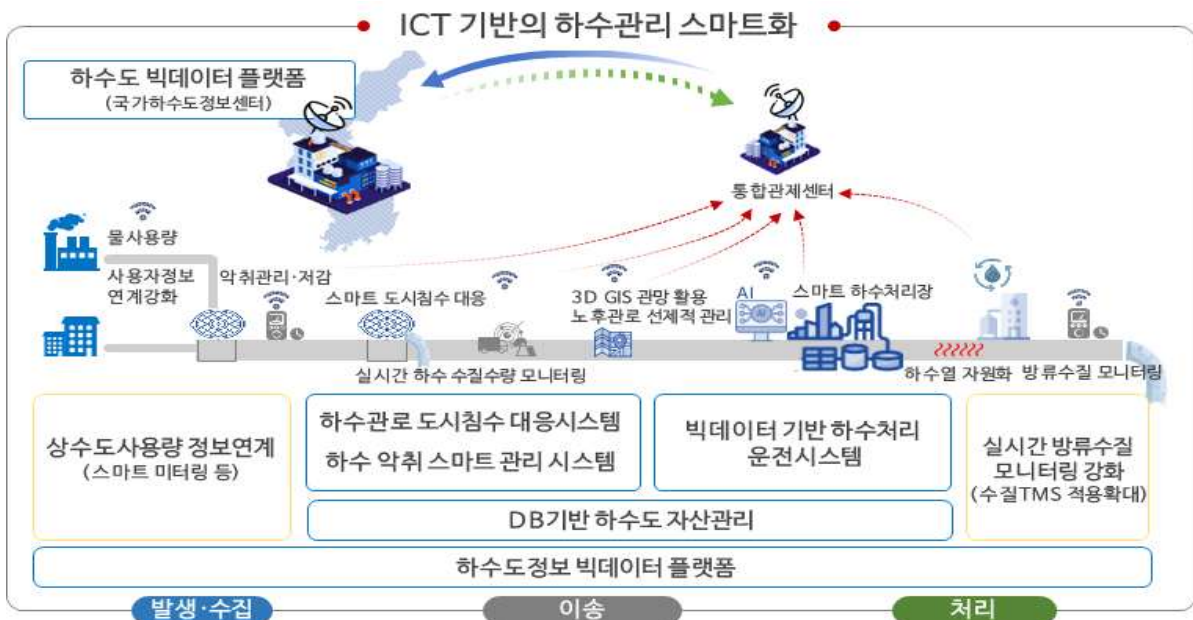 ICT 기반의 하수관리 스마트화
하수도 빅데이터 플랫폼
(국가하수도정보센터)
통합관제센터
물사용량
사용자정보
연계강화
악취관리·저감
스마트 도시침수 대응
3D GIS 관망 활용
노후관로 선제적 관리
AI
스마트 하수처리장
실시간 하수 수질수량 모니터링
하수열 자원화
방류수질 모니터링
상수도사용량 정보연계
(스마트 미터링 등)
하수관로 도시침수 대응시스템
하수 악취 스마트 관리 시스템
빅데이터 기반 하수처리
운전시스템
실시간 방류수질
모니터링 강화
(수질TMS 적용확대)
DB기반 하수도 자산관리
하수도정보 빅데이터 플랫폼
발생·수집
이송
처리